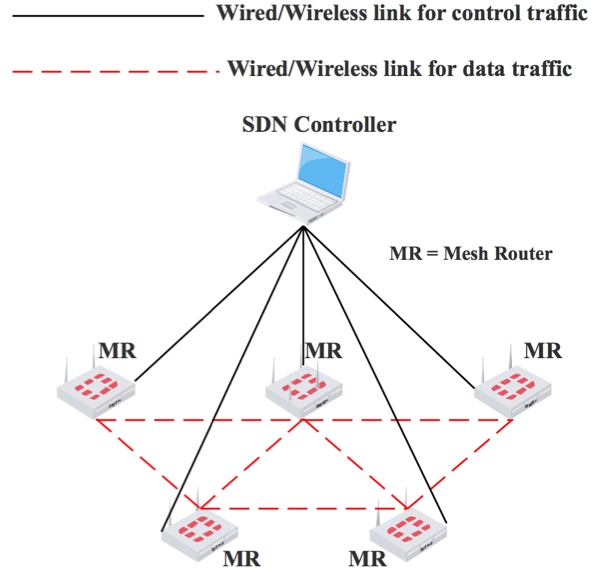 Wired/Wireless link for control traffic
Wired/Wireless link for data traffic
SDN Controller
MR = Mesh Router
MR
MR
MR
MR
MR